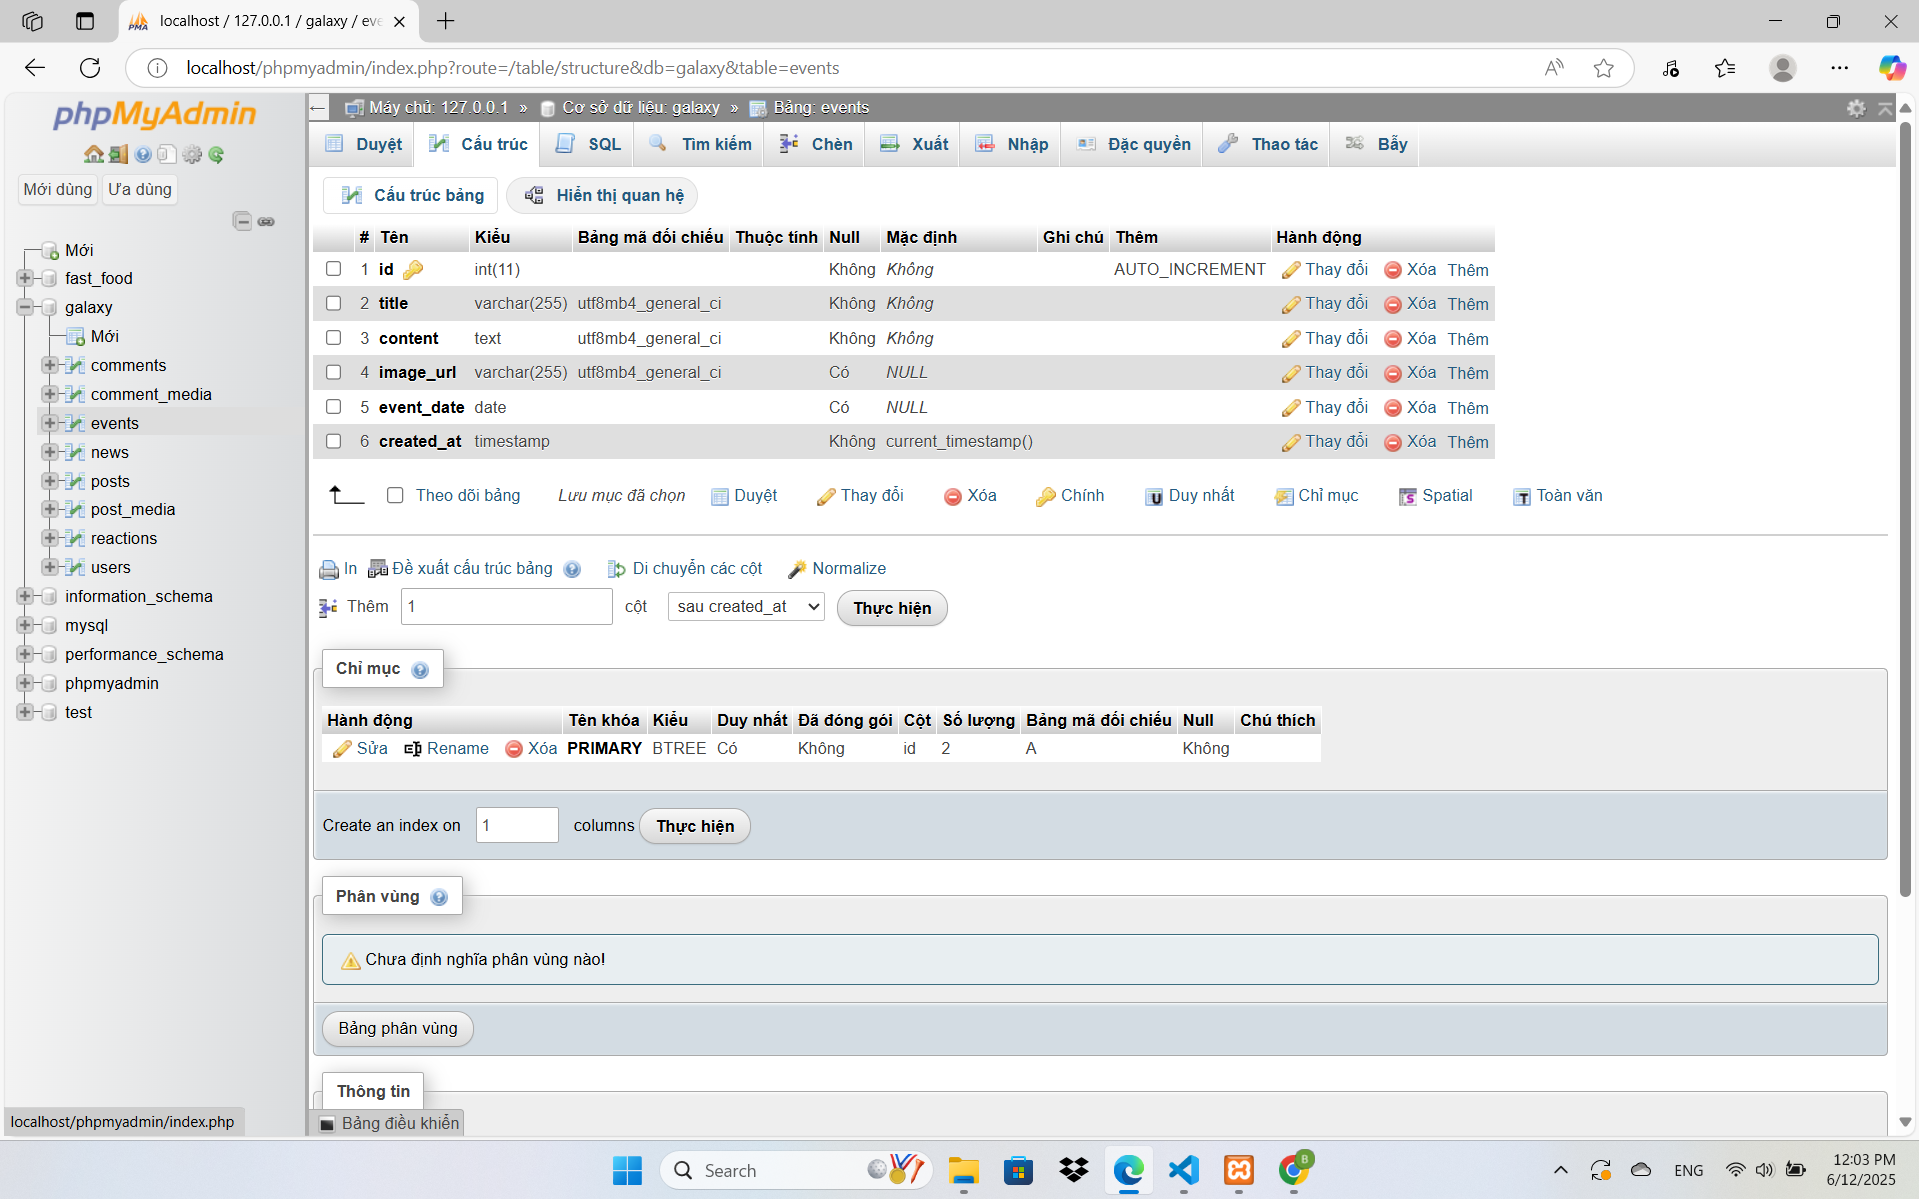 localhost / 127.0.0.1 / galaxy / eve
localhost/phpmyadmin/index.php?route=/table/structure&db=galaxy&table=events
phpMyAdmin
Mới dùng Ưa dùng
Mới
fast_food
galaxy
Mới
comments
comment_media
events
news
posts
post_media
reactions
users
information_schema
mysql
performance_schema
phpmyadmin
test
localhost/phpmyadmin/index.php
Máy chủ: 127.0.0.1 » Cơ sở dữ liệu: galaxy » Bảng: events
Duyệt Cấu trúc SQL Tìm kiếm Chèn Xuất Nhập Đặc quyền Thao tác Bẫy
Cấu trúc bảng Hiển thị quan hệ
# Tên Kiểu Bảng mã đối chiếu Thuộc tính Null Mặc định Ghi chú Thêm Hành động
1 id int(11) Không Không AUTO_INCREMENT Thay đổi Xóa Thêm
2 title varchar(255) utf8mb4_general_ci Không Không Thay đổi Xóa Thêm
3 content text utf8mb4_general_ci Không Không Thay đổi Xóa Thêm
4 image_url varchar(255) utf8mb4_general_ci Có NULL Thay đổi Xóa Thêm
5 event_date date Có NULL Thay đổi Xóa Thêm
6 created_at timestamp Không current_timestamp() Thay đổi Xóa Thêm
Theo dõi bảng Lưu mục đã chọn Duyệt Thay đổi Xóa Chính Duy nhất Chỉ mục Spatial Toàn văn
In Đề xuất cấu trúc bảng Di chuyển các cột Normalize
Thêm 1 cột sau created_at Thực hiện
Chỉ mục
Hành động Tên khóa Kiểu Duy nhất Đã đóng gói Cột Số lượng Bảng mã đối chiếu Null Chú thích
Sửa Rename Xóa PRIMARY BTREE Có Không id 2 A Không
Create an index on 1 columns Thực hiện
Phân vùng
Chưa định nghĩa phân vùng nào!
Bảng phân vùng
Thông tin
Bảng điều khiển
Search
ENG
12:03 PM
6/12/2025